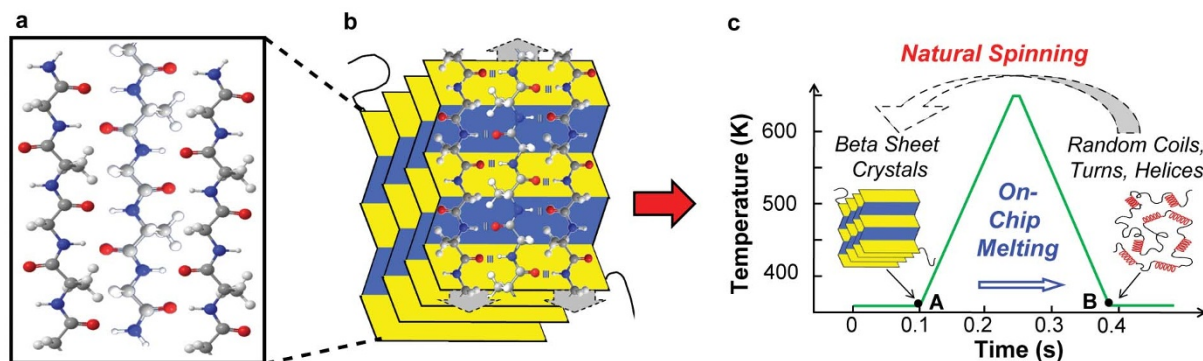 a
b
c
Natural Spinning
Temperature (K)
600
500
400
Beta Sheet
Crystals
Random Coils,
Turns, Helices
On-
Chip
Melting
A
B
0
0.1
0.2
0.3
0.4
Time (s)